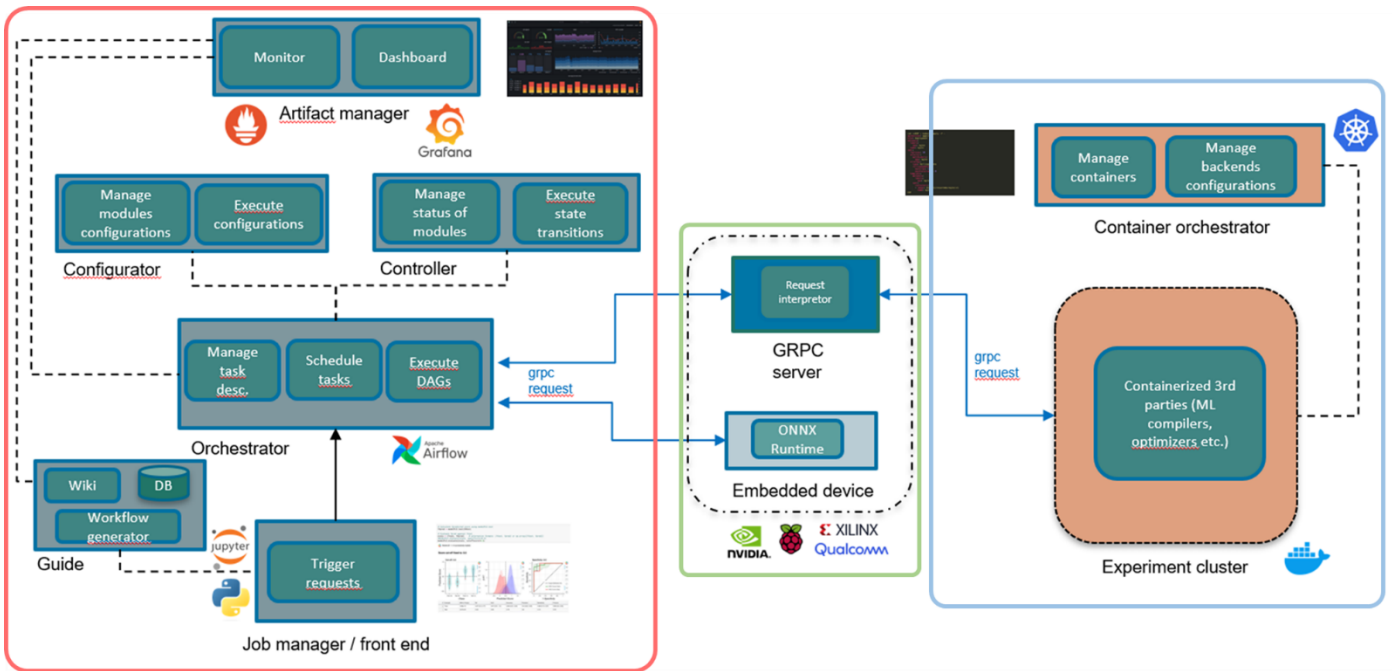 Monitor
Dashboard
Artifact manager
Grafana
Manage
modules
configurations
Execute
configurations
Configurator
Manage
status of
modules
Execute
state
transitions
Controller
Manage
task
desc.
Schedule
tasks
Execute
DAGs
Orchestrator
APACHE
Airflow
grpc
request
Wiki
DB
Workflow
generator
Guide
jupyter
Trigger
requests
Job manager / front end
Request
interpretor
GRPC
server
ONNX
Runtime
Embedded device
NVIDIA.
XILINX
Qualcomm
grpc
request
Manage
containers
Manage
backends
configurations
Container orchestrator
Containerized 3rd
parties (ML
compilers,
optimizers etc.)
Experiment cluster